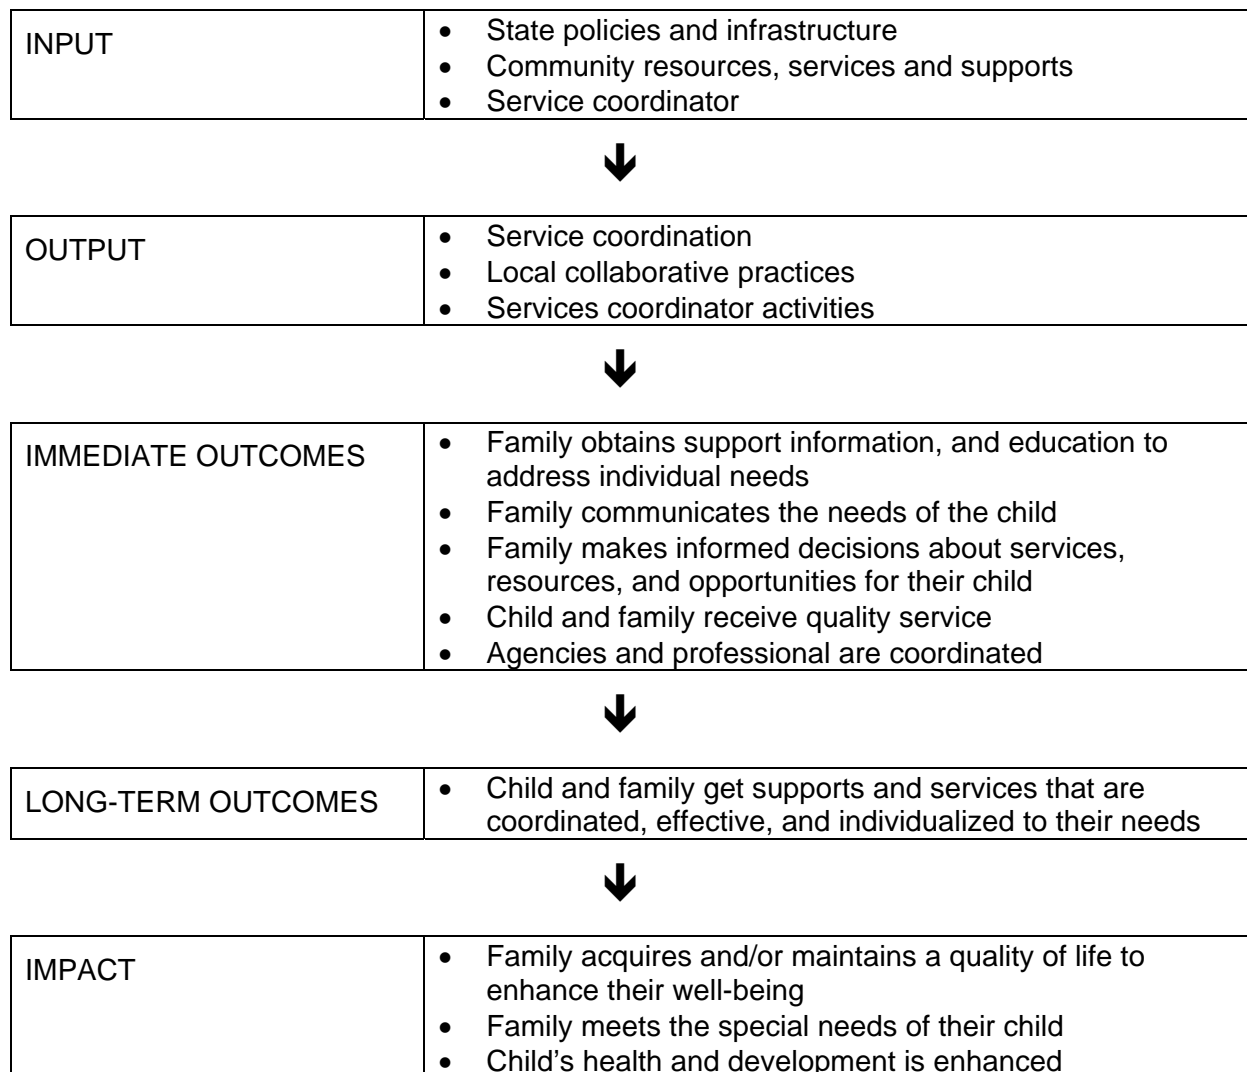 INPUT
• State policies and infrastructure
• Community resources, services and supports
• Service coordinator
OUTPUT
• Service coordination
• Local collaborative practices
• Services coordinator activities
IMMEDIATE OUTCOMES
• Family obtains support information, and education to
address individual needs
• Family communicates the needs of the child
• Family makes informed decisions about services,
resources, and opportunities for their child
• Child and family receive quality service
• Agencies and professional are coordinated
LONG-TERM OUTCOMES
• Child and family get supports and services that are
coordinated, effective, and individualized to their needs
IMPACT
• Family acquires and/or maintains a quality of life to
enhance their well-being
• Family meets the special needs of their child
• Child's health and development is enhanced